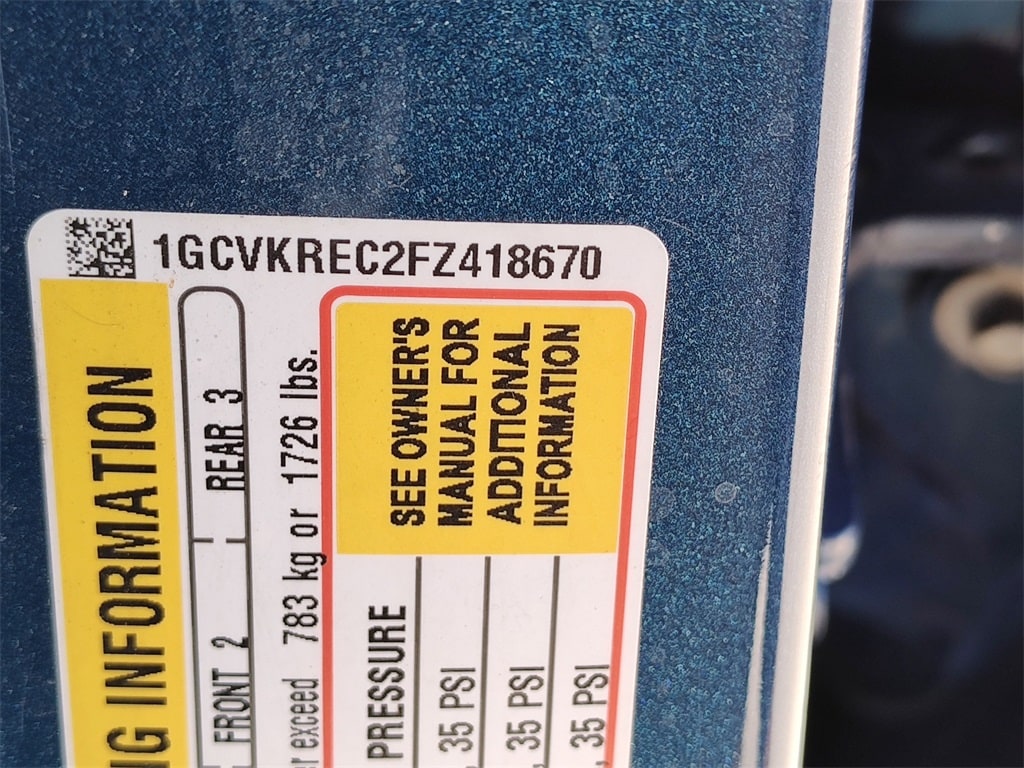 1GCVKREC2FZ418670
NG INFORMATION
FRONT 2 REAR 3
exceed 783 kg or 1726 lbs.
SEE OWNER'S
MANUAL FOR
ADDITIONAL
INFORMATION
PRESSURE
, 35 PSI
, 35 PSI
, 35 PSI